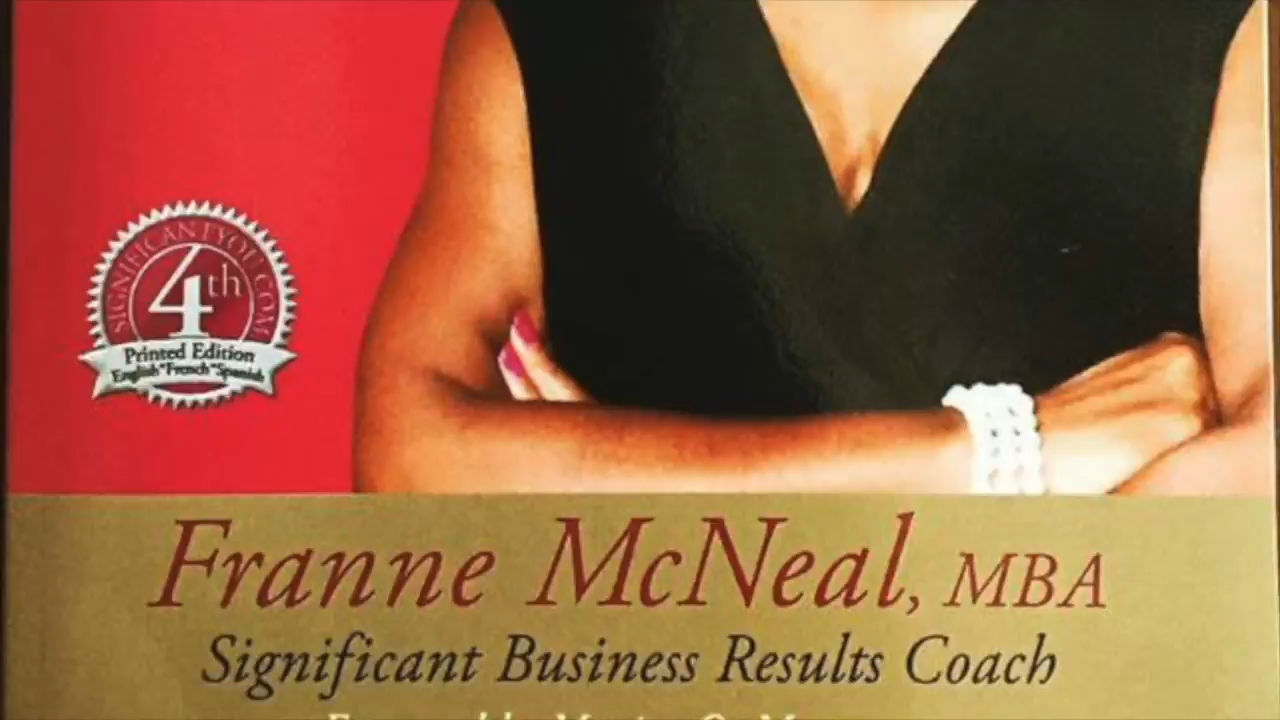 SIGNIFICANTYOU.COM
4th
Printed Edition
English*French*Spanish
Franne McNeal, MBA
Significant Business Results Coach